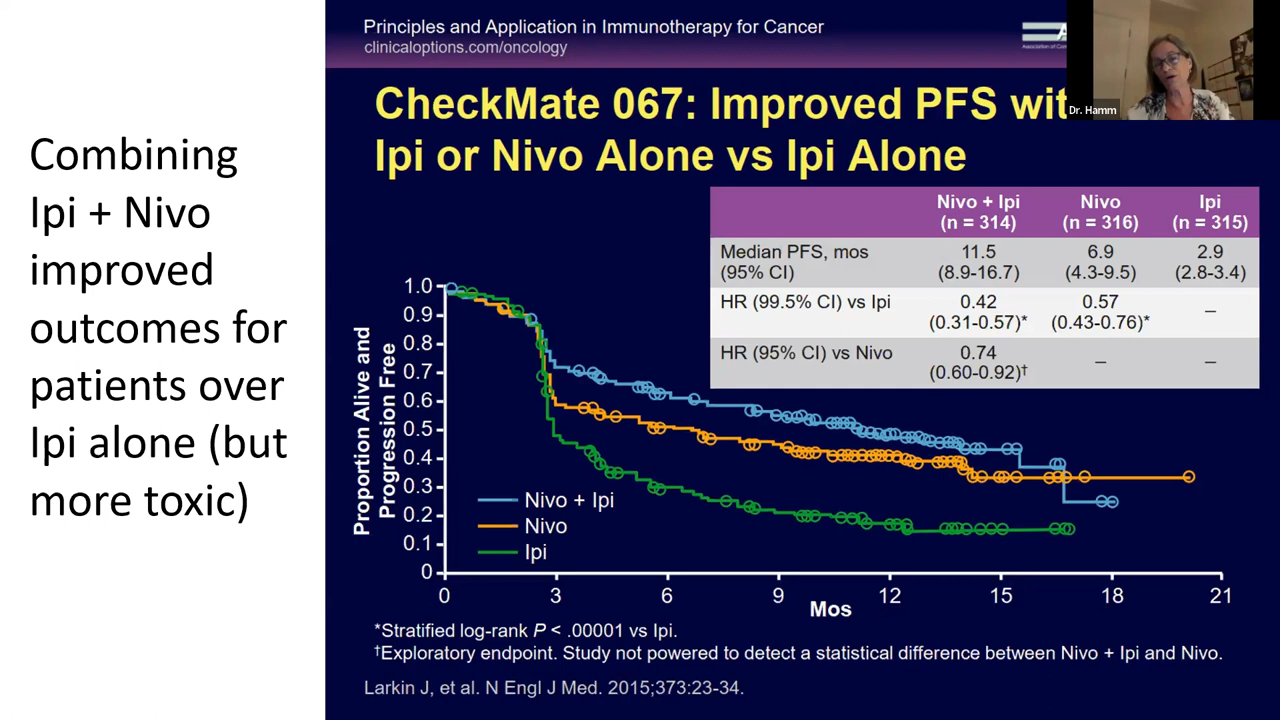 Combining
Ipi + Nivo
improved
outcomes for
patients over
Ipi alone (but
more toxic)
Principles and Application in Immunotherapy for Cancer
clinicaloptions.com/oncology
Dr. Hamm
CheckMate 067: Improved PFS wit
Ipi or Nivo Alone vs Ipi Alone
Nivo + Ipi Nivo Ipi
(n = 314) (n = 316) (n = 315)
Median PFS, mos 11.5 6.9 2.9
(95% CI) (8.9-16.7) (4.3-9.5) (2.8-3.4)
HR (99.5% CI) vs Ipi 0.42 0.57 –
(0.31-0.57)* (0.43-0.76)*
HR (95% CI) vs Nivo 0.74 – –
(0.60-0.92)†
Proportion Alive and
Progression Free
1.0
0.9
0.8
0.7
0.6
0.5
0.4
0.3
0.2
0.1
0
Nivo + Ipi
Nivo
Ipi
0 3 6 9 12 15 18 21
Mos
*Stratified log-rank P < .00001 vs Ipi.
†Exploratory endpoint. Study not powered to detect a statistical difference between Nivo + Ipi and Nivo.
Larkin J, et al. N Engl J Med. 2015;373:23-34.